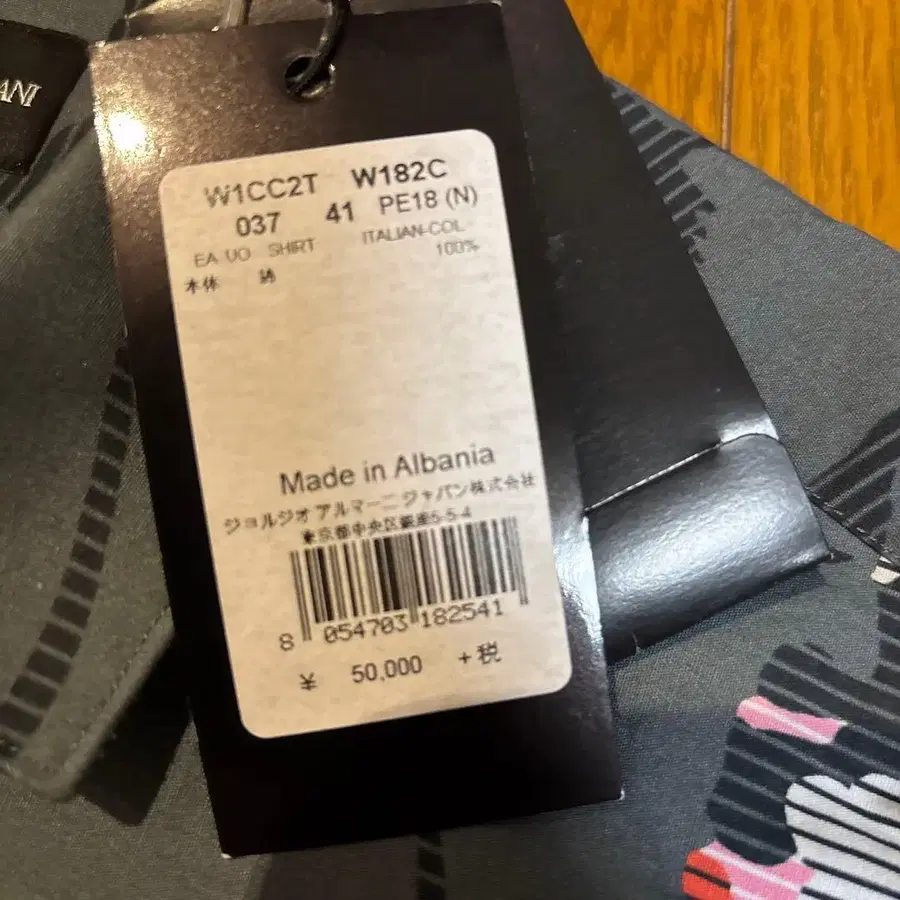 ANI
W1CC2T W182C
037 41 PE18 (N)
EA UO SHIRT ITALIAN-COL
100%
本体 綿
Made in Albania
ジョルジオ アルマーニ ジャパン株式会社
東京都中央区銀座5-5-4
8 054703 182541
¥ 50,000 +税